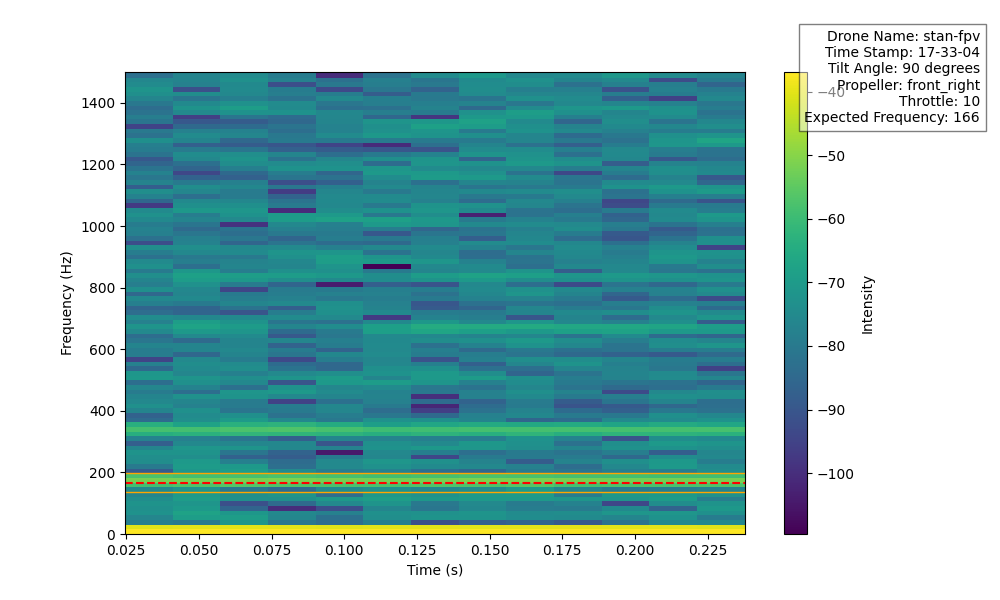 Drone Name: stan-fpv
Time Stamp: 17-33-04
Tilt Angle: 90 degrees
Propeller: front_right
Throttle: 10
Expected Frequency: 166
1400
1200
1000
800
600
400
200
0
Frequency (Hz)
0.025
0.050
0.075
0.100
0.125
0.150
0.175
0.200
0.225
Time (s)
−40
−50
−60
−70
−80
−90
−100
Intensity